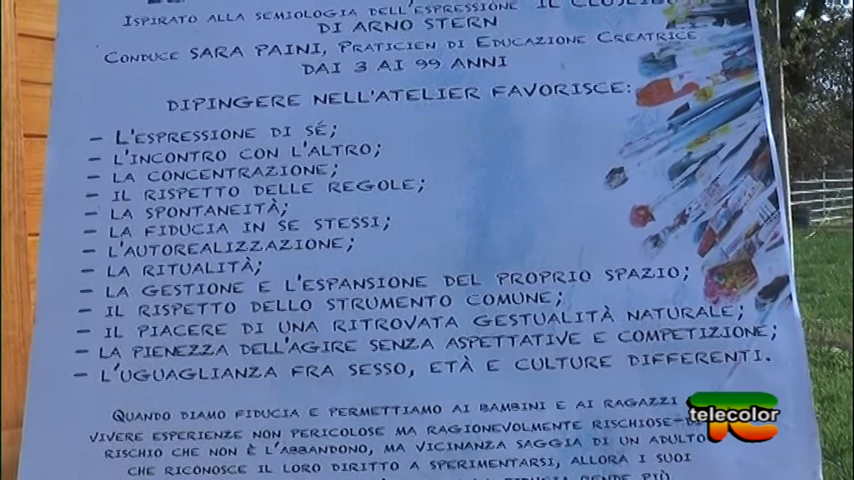 ISPIRATO ALLA SEMIOLOGIA DELL'ESPRESSIONE IL CLOSLIEU
DI ARNO STERN
CONDUCE SARA PAINI, PRATICIEN DI EDUCAZIONE CREATRICE
DAI 3 AI 99 ANNI
DIPINGERE NELL'ATELIER FAVORISCE:
- L'ESPRESSIONE DI SÉ;
- L'INCONTRO CON L'ALTRO;
- LA CONCENTRAZIONE;
- IL RISPETTO DELLE REGOLE;
- LA SPONTANEITÀ;
- LA FIDUCIA IN SE STESSI;
- L'AUTOREALIZZAZIONE;
- LA RITUALITÀ;
- LA GESTIONE E L'ESPANSIONE DEL PROPRIO SPAZIO;
- IL RISPETTO DELLO STRUMENTO COMUNE;
- IL PIACERE DI UNA RITROVATA GESTUALITÀ NATURALE;
- LA PIENEZZA DELL'AGIRE SENZA ASPETTATIVE E COMPETIZIONE;
- L'UGUAGLIANZA FRA SESSO, ETÀ E CULTURE DIFFERENTI.
QUANDO DIAMO FIDUCIA E PERMETTIAMO AI BAMBINI E AI RAGAZZI DI
VIVERE ESPERIENZE NON PERICOLOSE MA RAGIONEVOLMENTE RISCHIOSE
RISCHIO CHE NON È L'ABBANDONO, MA VICINANZA SAGGIA DI UN ADULTO
CHE RICONOSCE IL LORO DIRITTO A SPERIMENTARSI, ALLORA I SUOI
FIDUCIA RENDE PIÙ
telecolor